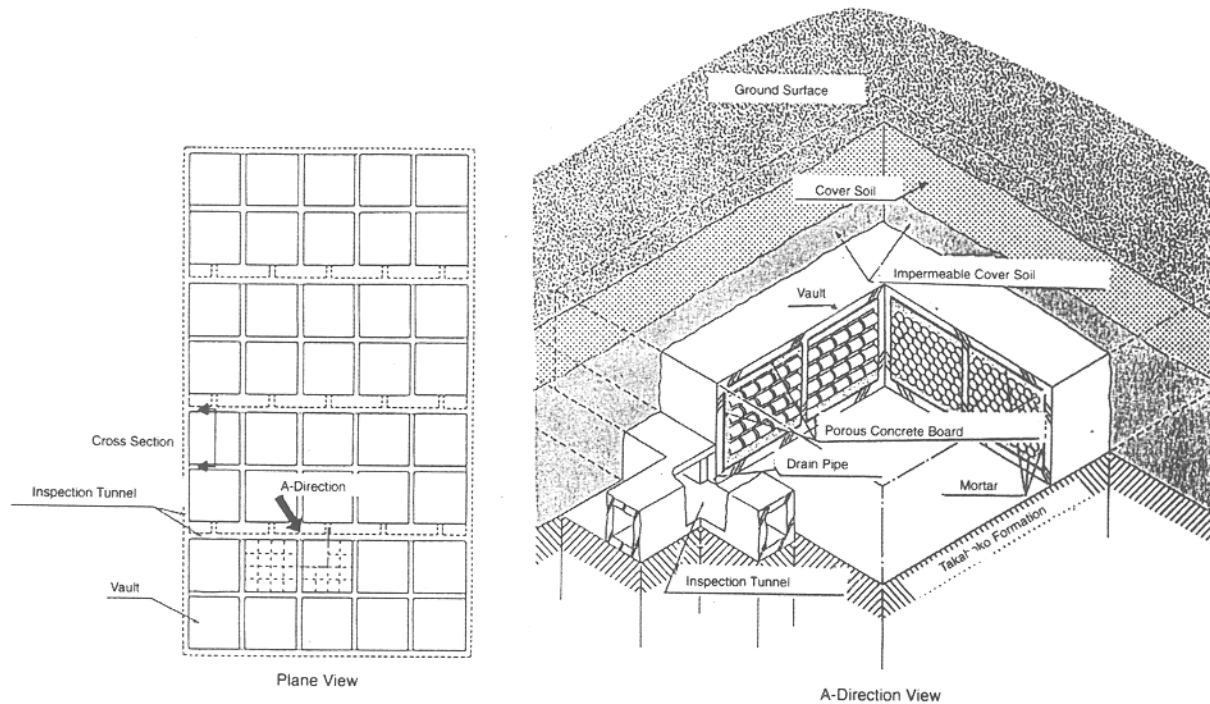 Cross Section
Inspection Tunnel
A-Direction
Vault
Plane View
Ground Surface
Cover Soil
Impermeable Cover Soil
Vault
Porous Concrete Board
Drain Pipe
Mortar
Formation
Inspection Tunnel
A-Direction View